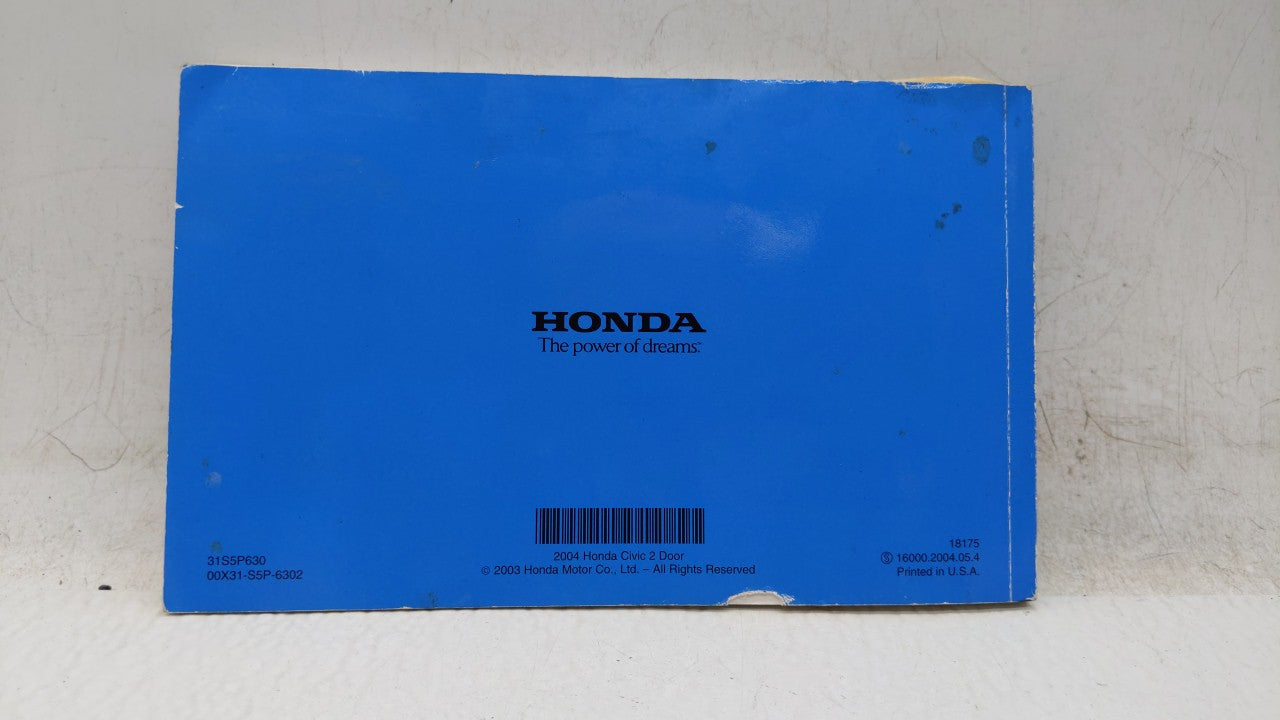 HONDA
The power of dreams.
2004 Honda Civic 2 Door
© 2003 Honda Motor Co., Ltd. – All Rights Reserved
31S5P630
00X31-S5P-6302
18175
Ⓢ 16000.2004.05.4
Printed in U.S.A.